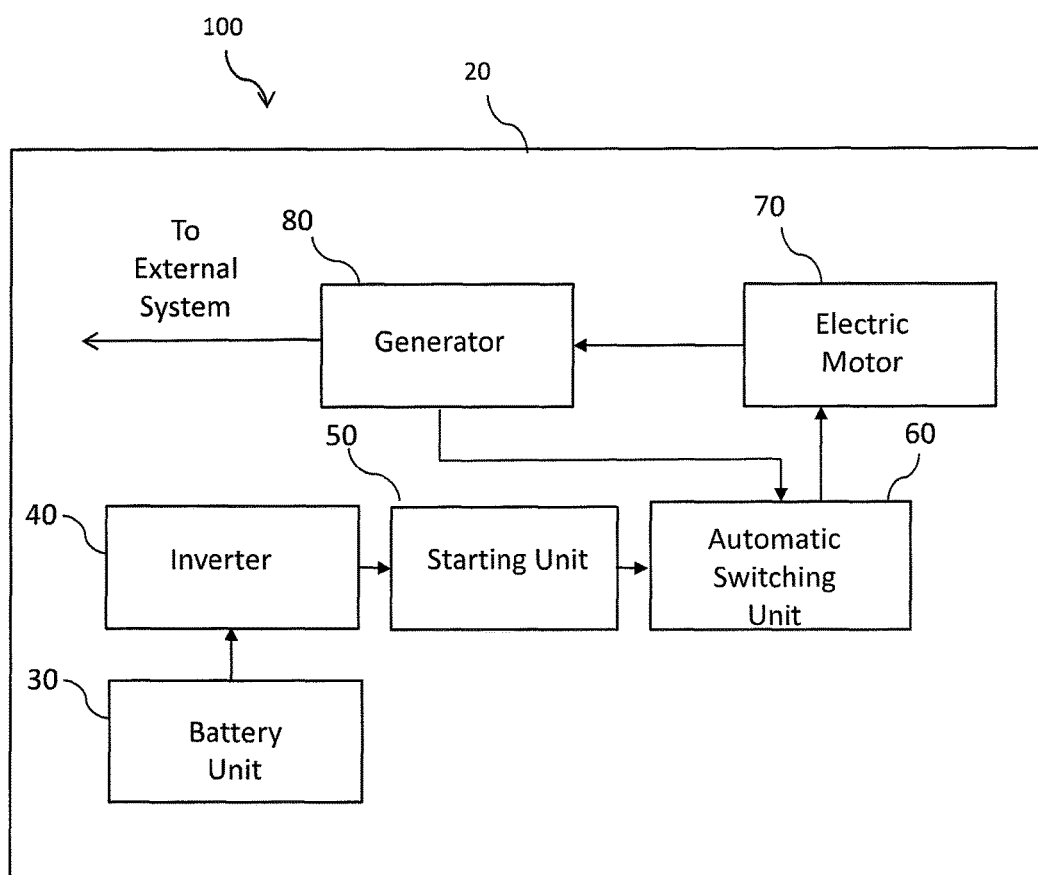 100
20
To
External
System
80
Generator
70
Electric
Motor
50
60
40
Inverter
Starting Unit
Automatic
Switching
Unit
30
Battery
Unit